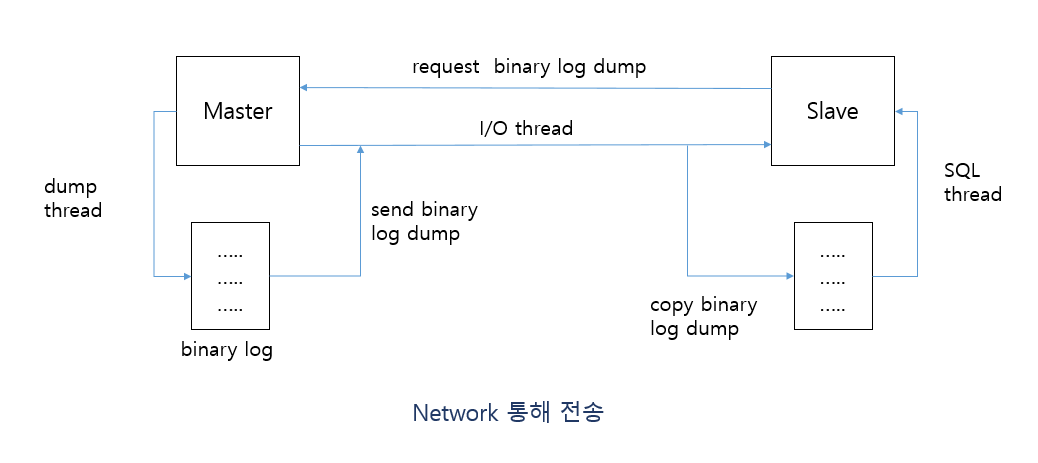 request  binary log dump
Master
Slave
I/O thread
dump
thread
send binary
log dump
SQL
thread
.....
.....
.....
.....
.....
.....
copy binary
log dump
binary log
Network 통해 전송